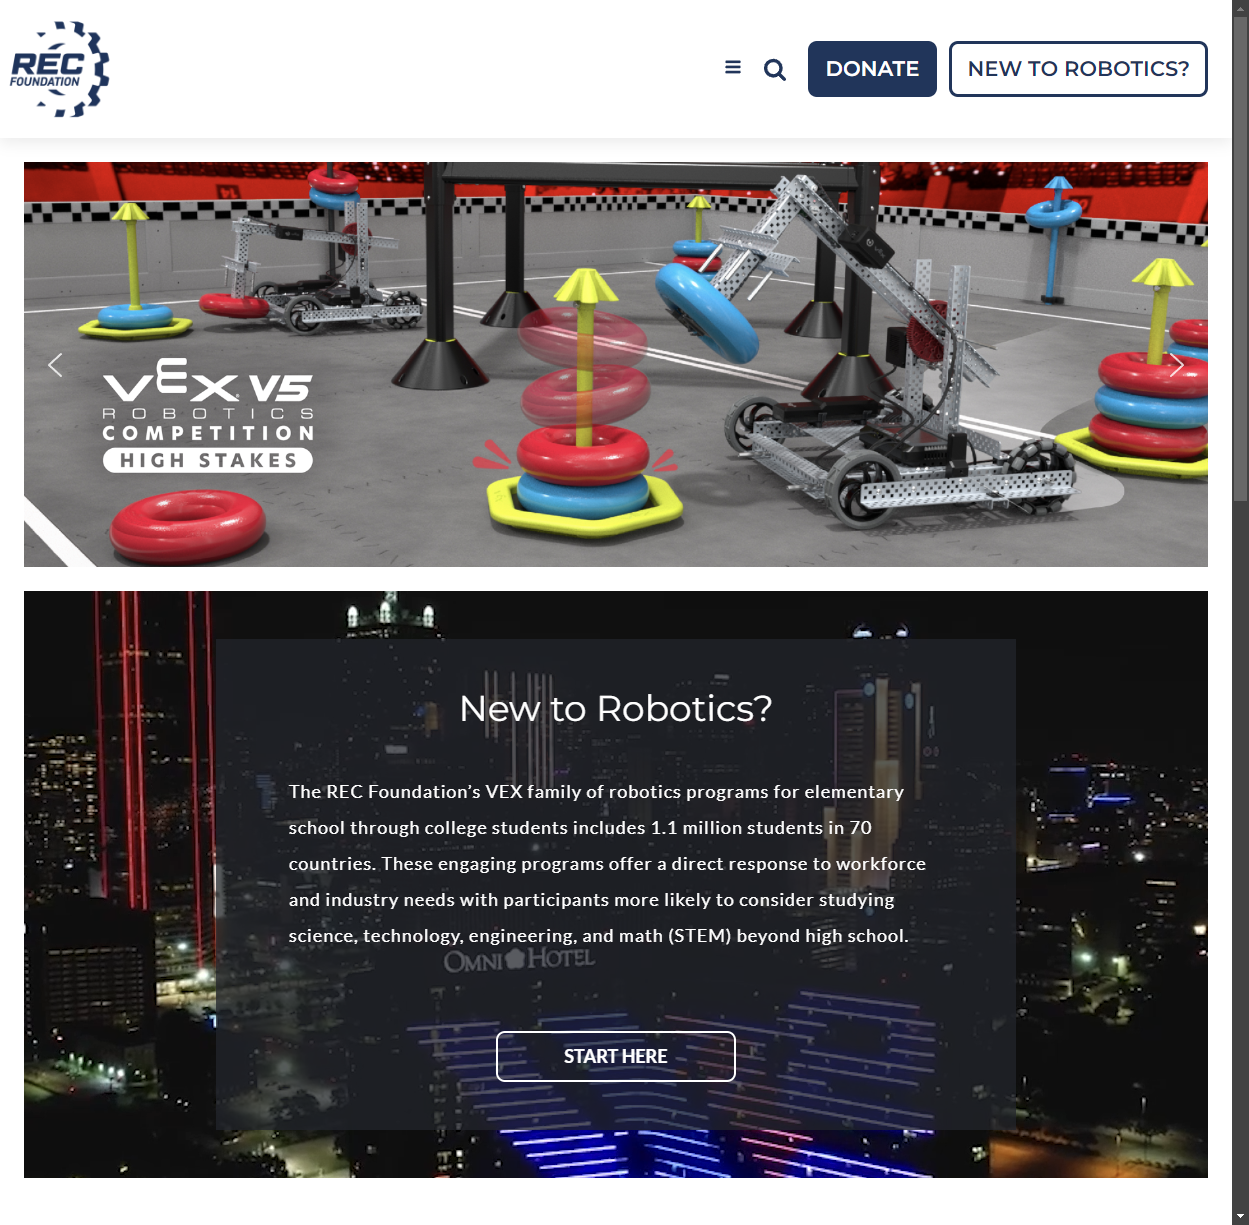 REC
FOUNDATION
DONATE
NEW TO ROBOTICS?
VEX V5
ROBOTICS
COMPETITION
HIGH STAKES
New to Robotics?
The REC Foundation’s VEX family of robotics programs for elementary
school through college students includes 1.1 million students in 70
countries. These engaging programs offer a direct response to workforce
and industry needs with participants more likely to consider studying
science, technology, engineering, and math (STEM) beyond high school.
OMNI HOTEL
START HERE